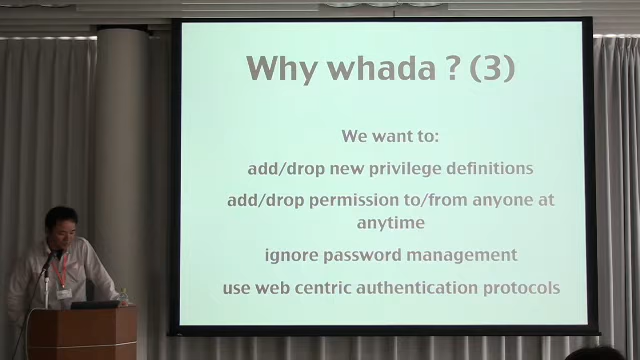 Why whada ? (3)
We want to:
add/drop new privilege definitions
add/drop permission to/from anyone at
anytime
ignore password management
use web centric authentication protocols